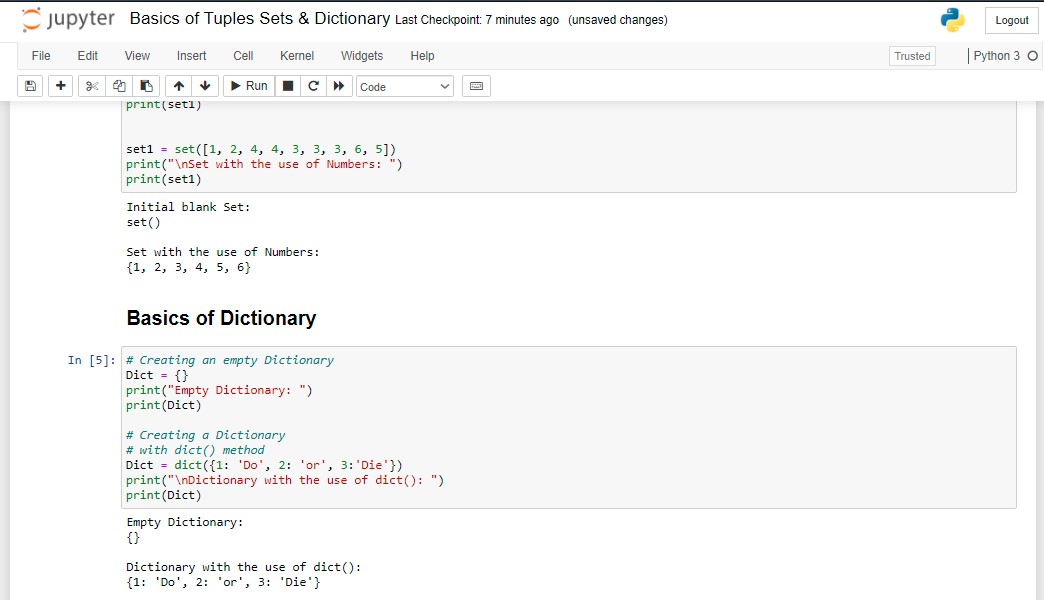 jupyter Basics of Tuples Sets & Dictionary Last Checkpoint: 7 minutes ago (unsaved changes) Logout
File Edit View Insert Cell Kernel Widgets Help Trusted Python 3
Run Code
print(set1)
set1 = set([1, 2, 4, 4, 3, 3, 3, 6, 5])
print("\nSet with the use of Numbers: ")
print(set1)
Initial blank Set:
set()
Set with the use of Numbers:
{1, 2, 3, 4, 5, 6}
Basics of Dictionary
In [5]: # Creating an empty Dictionary
Dict = {}
print("Empty Dictionary: ")
print(Dict)
# Creating a Dictionary
# with dict() method
Dict = dict({1: 'Do', 2: 'or', 3:'Die'})
print("\nDictionary with the use of dict(): ")
print(Dict)
Empty Dictionary:
{}
Dictionary with the use of dict():
{1: 'Do', 2: 'or', 3: 'Die'}